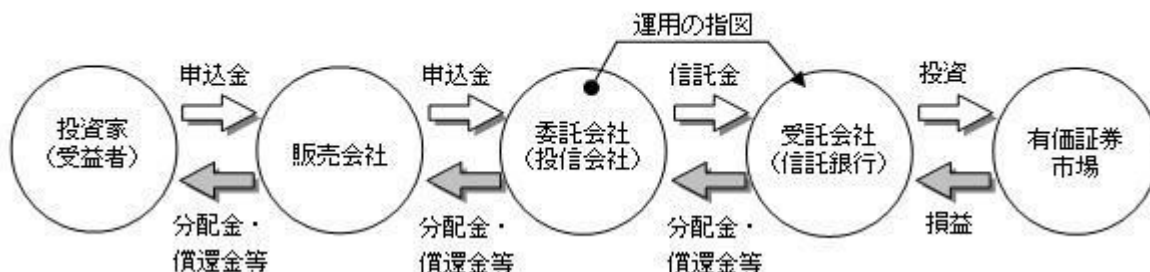 運用の指図
申込金
申込金
信託金
投資
投資家
(受益者)
販売会社
委託会社
(投信会社)
受託会社
(信託銀行)
有価証券
市場
分配金・
償還金等
分配金・
償還金等
分配金・
償還金等
損益